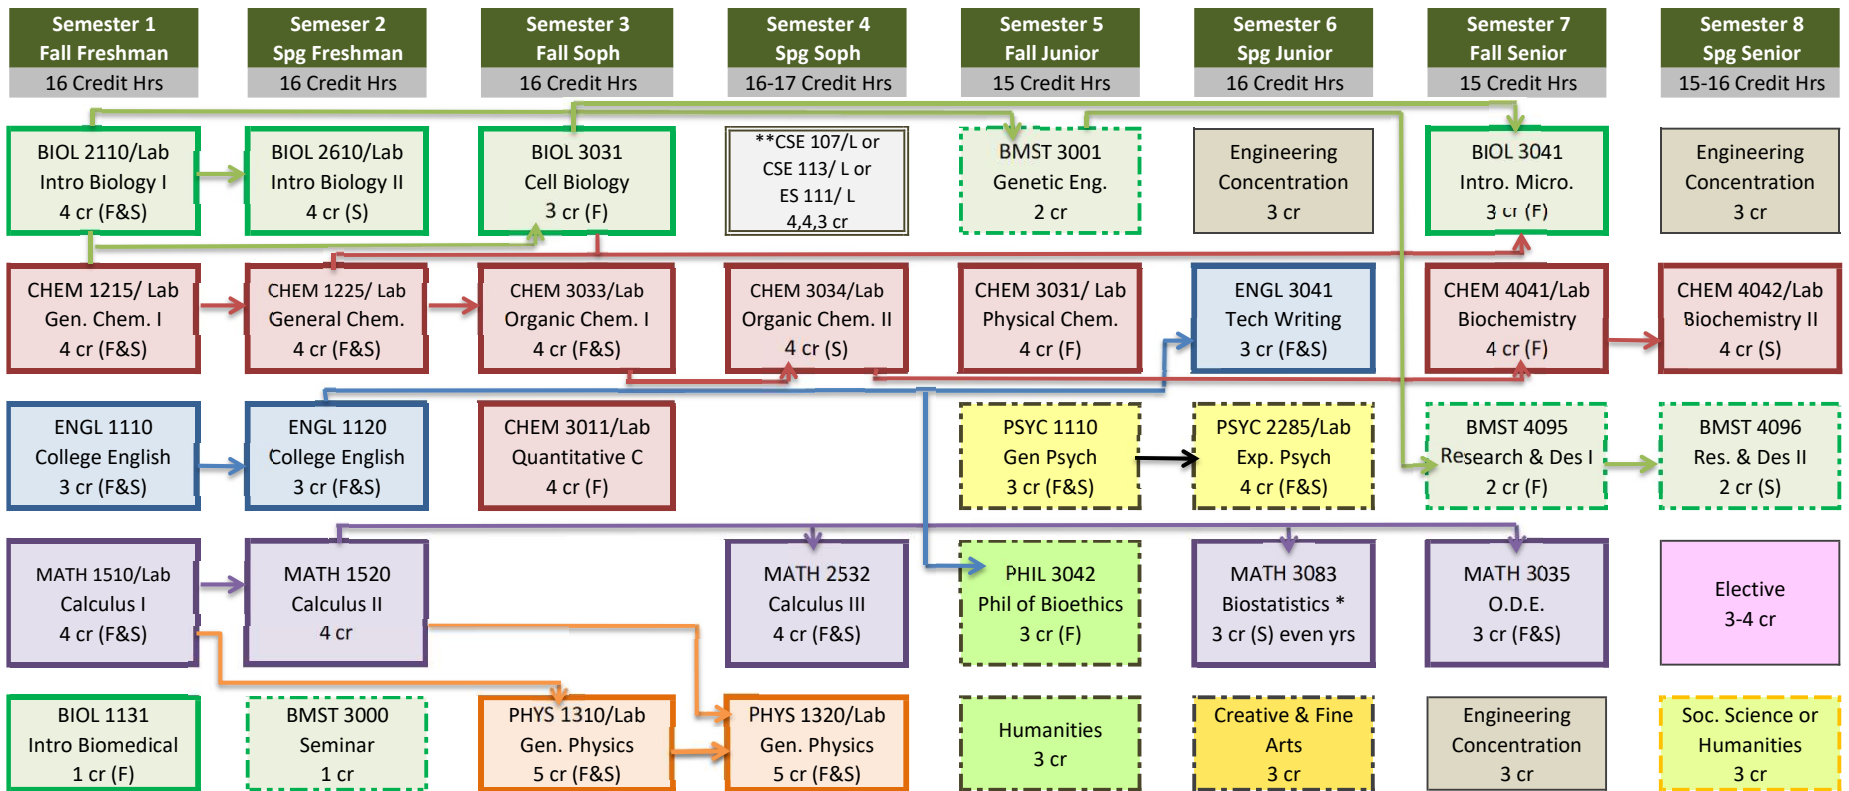 Semester 1
Fall Freshman
16 Credit Hrs
Semester 2
Spg Freshman
16 Credit Hrs
Semester 3
Fall Soph
16 Credit Hrs
Semester 4
Spg Soph
16-17 Credit Hrs
Semester 5
Fall Junior
15 Credit Hrs
Semester 6
Spg Junior
16 Credit Hrs
Semester 7
Fall Senior
15 Credit Hrs
Semester 8
Spg Senior
15-16 Credit Hrs
BIOL 2110/Lab
Intro Biology I
4 cr (F&S)
BIOL 2610/Lab
Intro Biology II
4 cr (S)
BIOL 3031
Cell Biology
3 cr (F)
**CSE 107/L or
CSE 113/ L or
ES 111/ L
4,4,3 cr
BMST 3001
Genetic Eng.
2 cr
Engineering
Concentration
3 cr
BIOL 3041
Intro. Micro.
3 cr (F)
Engineering
Concentration
3 cr
CHEM 1215/ Lab
Gen. Chem. I
4 cr (F&S)
CHEM 1225/ Lab
General Chem.
4 cr (F&S)
CHEM 3033/Lab
Organic Chem. I
4 cr (F&S)
CHEM 3034/Lab
Organic Chem. II
4 cr (S)
CHEM 3031/ Lab
Physical Chem.
4 cr (F)
ENGL 3041
Tech Writing
3 cr (F&S)
CHEM 4041/Lab
Biochemistry
4 cr (F)
CHEM 4042/Lab
Biochemistry II
4 cr (S)
ENGL 1110
College English
3 cr (F&S)
ENGL 1120
College English
3 cr (F&S)
CHEM 3011/Lab
Quantitative C
4 cr (F)
PSYC 1110
Gen Psych
3 cr (F&S)
PSYC 2285/Lab
Exp. Psych
4 cr (F&S)
BMST 4095
Research & Des I
2 cr (F)
BMST 4096
Res. & Des II
2 cr (S)
MATH 1510/Lab
Calculus I
4 cr (F&S)
MATH 1520
Calculus II
4 cr
MATH 2532
Calculus III
4 cr (F&S)
PHIL 3042
Phil of Bioethics
3 cr (F)
MATH 3083
Biostatistics *
3 cr (S) even yrs
MATH 3035
O.D.E.
3 cr (F&S)
Elective
3-4 cr
BIOL 1131
Intro Biomedical
1 cr (F)
BMST 3000
Seminar
1 cr
PHYS 1310/Lab
Gen. Physics
5 cr (F&S)
PHYS 1320/Lab
Gen. Physics
5 cr (F&S)
Humanities
3 cr
Creative & Fine
Arts
3 cr
Engineering
Concentration
3 cr
Soc. Science or
Humanities
3 cr